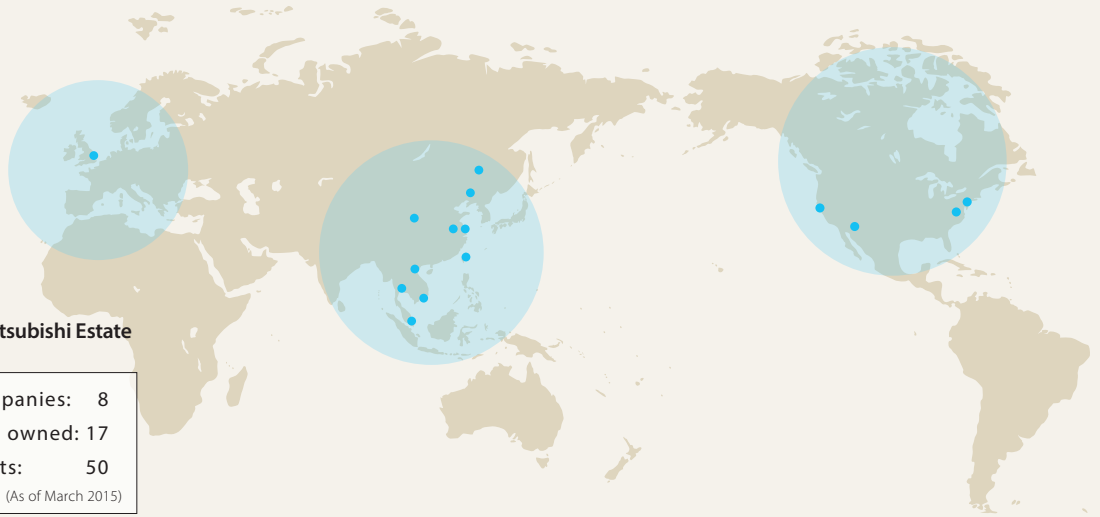 tsubishi Estate
panies: 8
owned: 17
ts: 50
(As of March 2015)